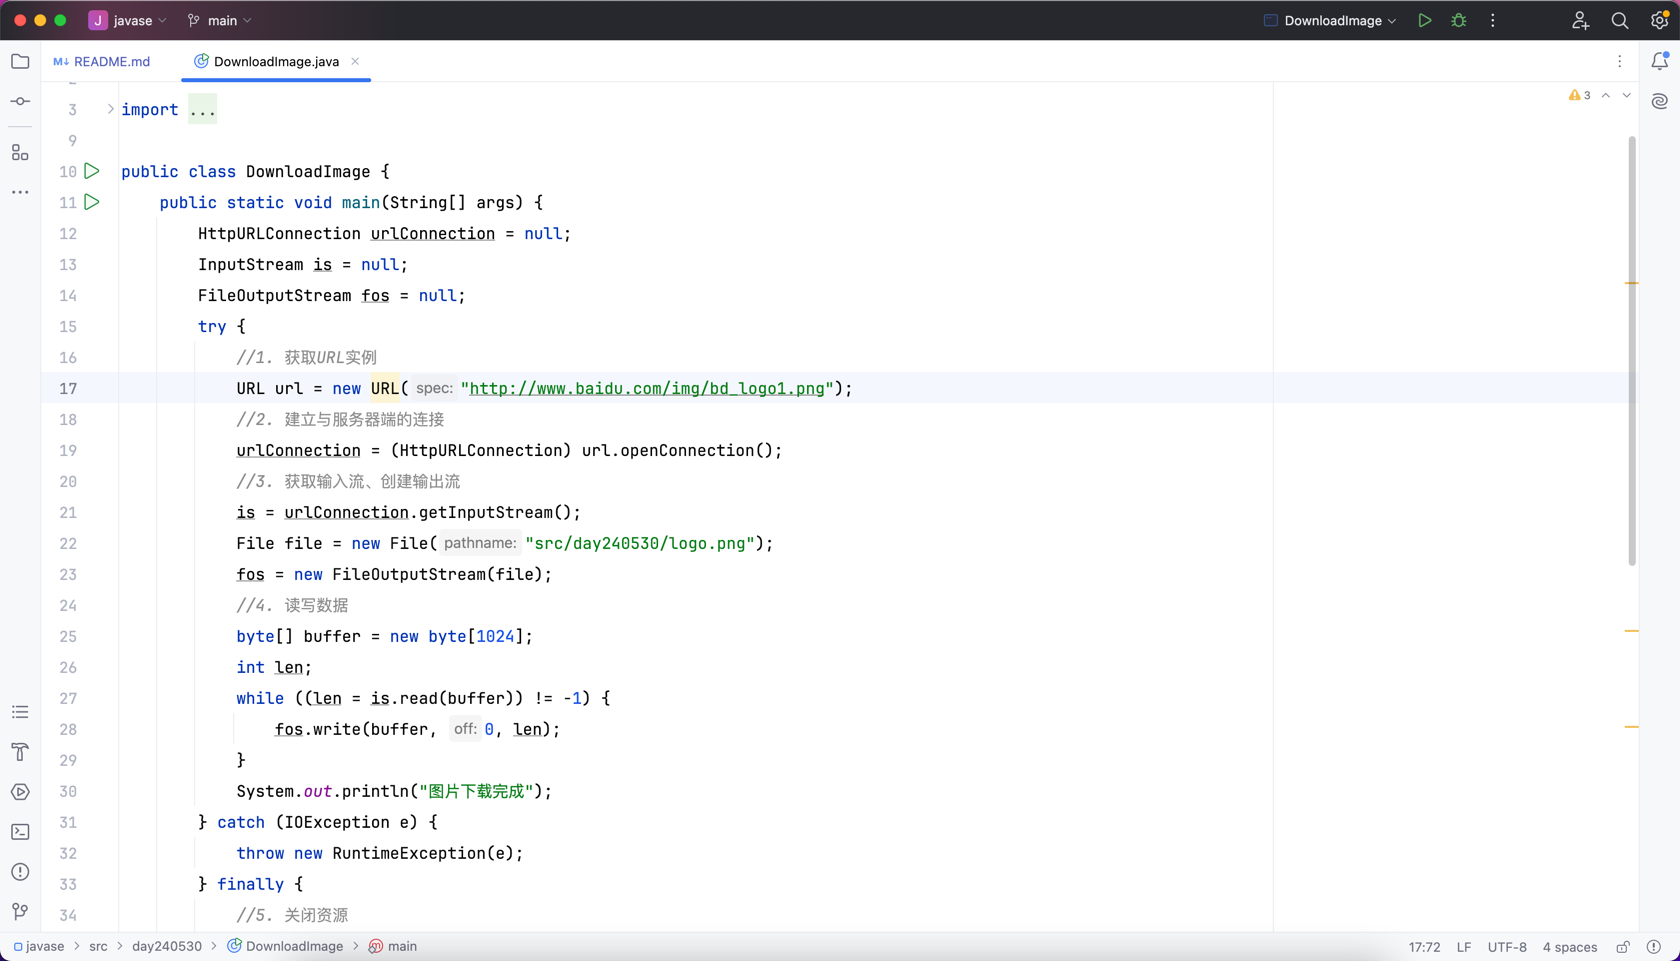 J javase main DownloadImage
M↓ README.md DownloadImage.java
3
3 import ...
9
10 public class DownloadImage {
11 public static void main(String[] args) {
12 HttpURLConnection urlConnection = null;
13 InputStream is = null;
14 FileOutputStream fos = null;
15 try {
16 //1. 获取URL实例
17 URL url = new URL( spec: "http://www.baidu.com/img/bd_logo1.png");
18 //2. 建立与服务器端的连接
19 urlConnection = (HttpURLConnection) url.openConnection();
20 //3. 获取输入流、创建输出流
21 is = urlConnection.getInputStream();
22 File file = new File( pathname: "src/day240530/logo.png");
23 fos = new FileOutputStream(file);
24 //4. 读写数据
25 byte[] buffer = new byte[1024];
26 int len;
27 while ((len = is.read(buffer)) != -1) {
28 fos.write(buffer, off: 0, len);
29 }
30 System.out.println("图片下载完成");
31 } catch (IOException e) {
32 throw new RuntimeException(e);
33 } finally {
34 //5. 关闭资源
javase > src > day240530 > DownloadImage > main 17:72 LF UTF-8 4 spaces